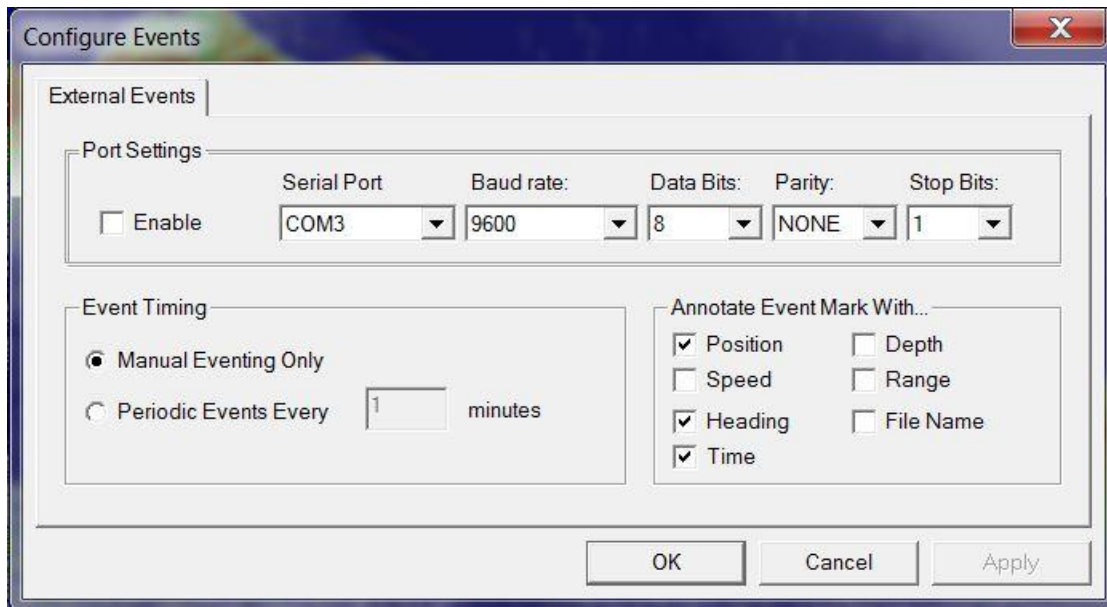 Configure Events
External Events
Port Settings
Serial Port Baud rate: Data Bits: Parity: Stop Bits:
Enable COM3 9600 8 NONE 1
Event Timing
Manual Eventing Only
Periodic Events Every 1 minutes
Annotate Event Mark With...
Position Depth
Speed Range
Heading File Name
Time
OK Cancel Apply